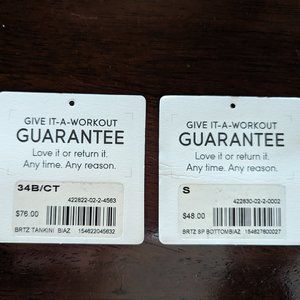 GIVE IT-A-WORKOUT
GUARANTEE
Love it or return it.
Any time. Any reason.
34B/CT
422822-02-2-4563
$76.00
BRTZ TANKINI BIAZ 154622045632
GIVE IT-A-WORKOUT
GUARANTEE
Love it or return it.
Any time. Any reason.
S
422830-02-2-0002
$48.00
BRTZ SP BOTTOMBIAZ 154627600027